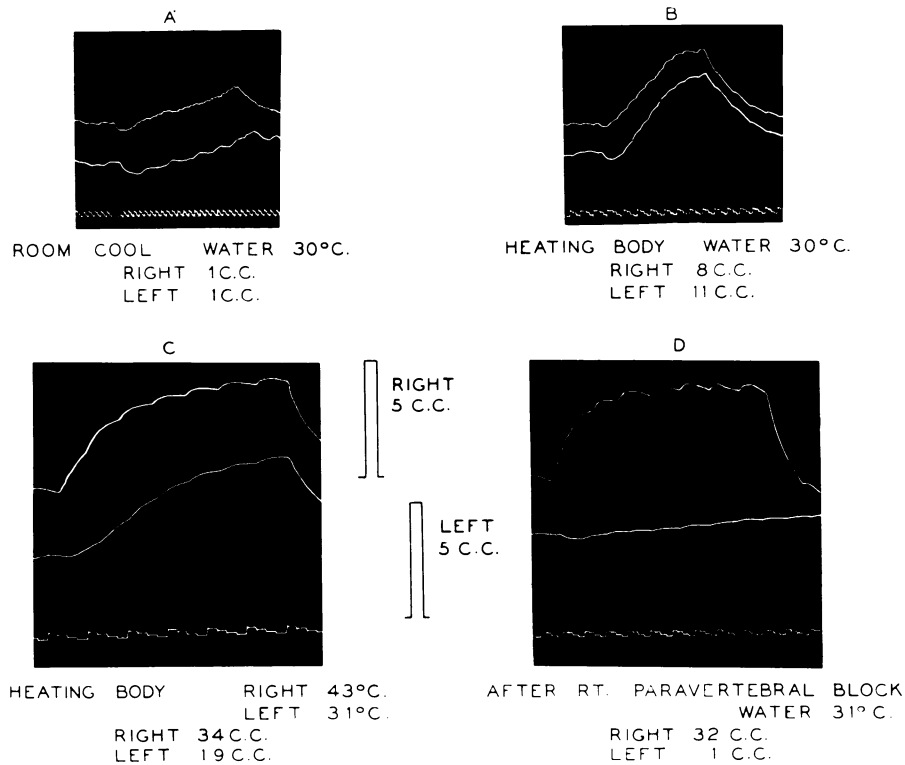 A
B
ROOM COOL WATER 30°C.
RIGHT 1C.C.
LEFT 1C.C.
HEATING BODY WATER 30°C.
RIGHT 8C.C.
LEFT 11C.C.
C
D
RIGHT
5 C.C.
LEFT
5 C.C.
HEATING BODY RIGHT 43°C.
LEFT 31°C.
RIGHT 34C.C.
LEFT 19C.C.
AFTER RT. PARAVERTEBRAL BLOCK
WATER 31°C.
RIGHT 32 C.C.
LEFT 1 C.C.